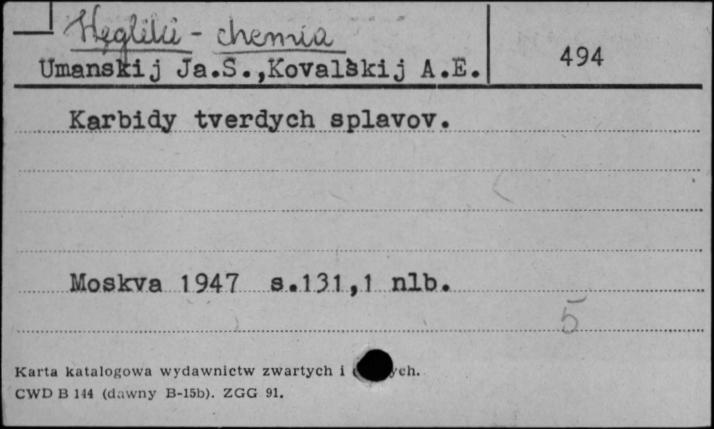 Węgliki - chemia
Umanskij Ja.S.,Kovalskij A.E.
494
Karbidy tverdych splavov.
Moskva 1947 s.131,1 nlb.
5
Karta katalogowa wydawnictw zwartych i
CWD B 144 (dawny B-15b). ZGG 91.